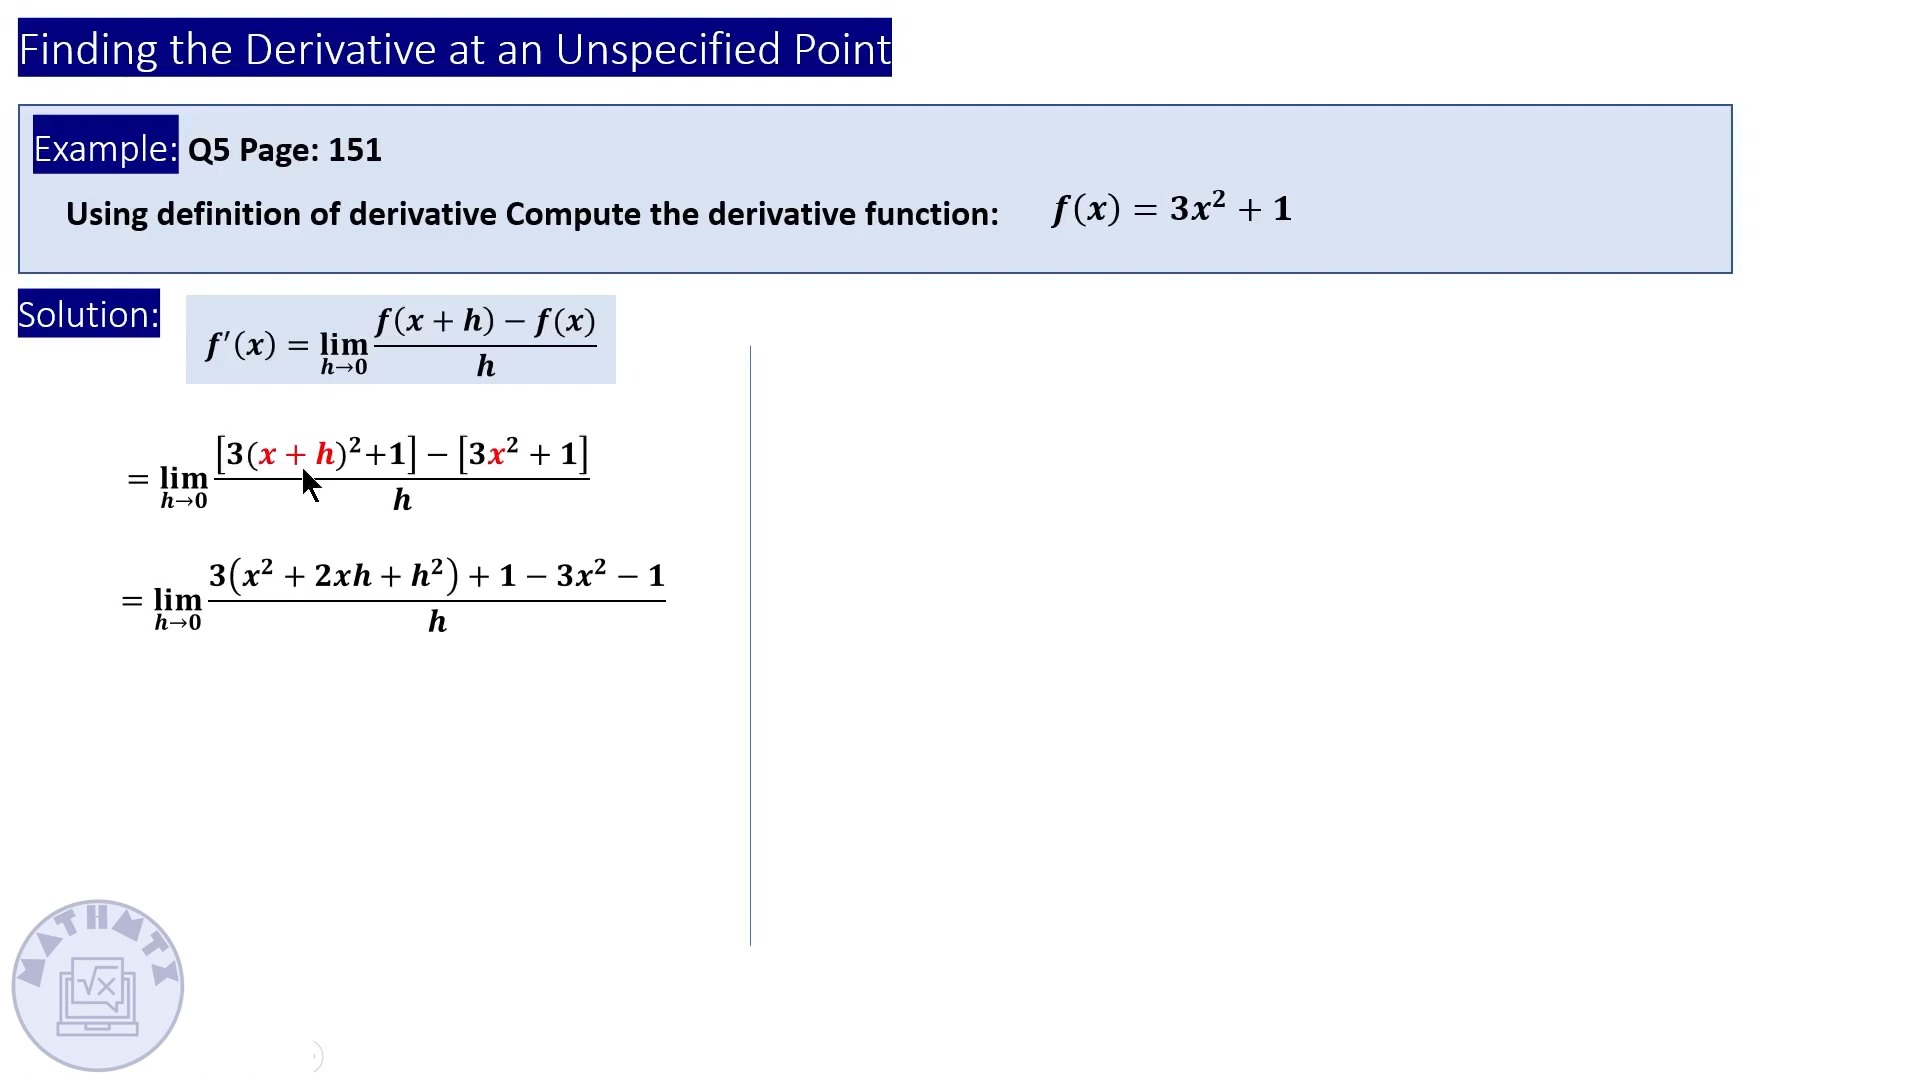 Finding the Derivative at an Unspecified Point
Example: Q5 Page: 151
Using definition of derivative Compute the derivative function: f(x) = 3x² + 1
Solution: f′(x) = lim h→0 (f(x + h) − f(x)) / h
= lim h→0 ([3(x + h)²+1] − [3x² + 1]) / h
= lim h→0 (3(x² + 2xh + h²) + 1 − 3x² − 1) / h
MATHMTX
√x